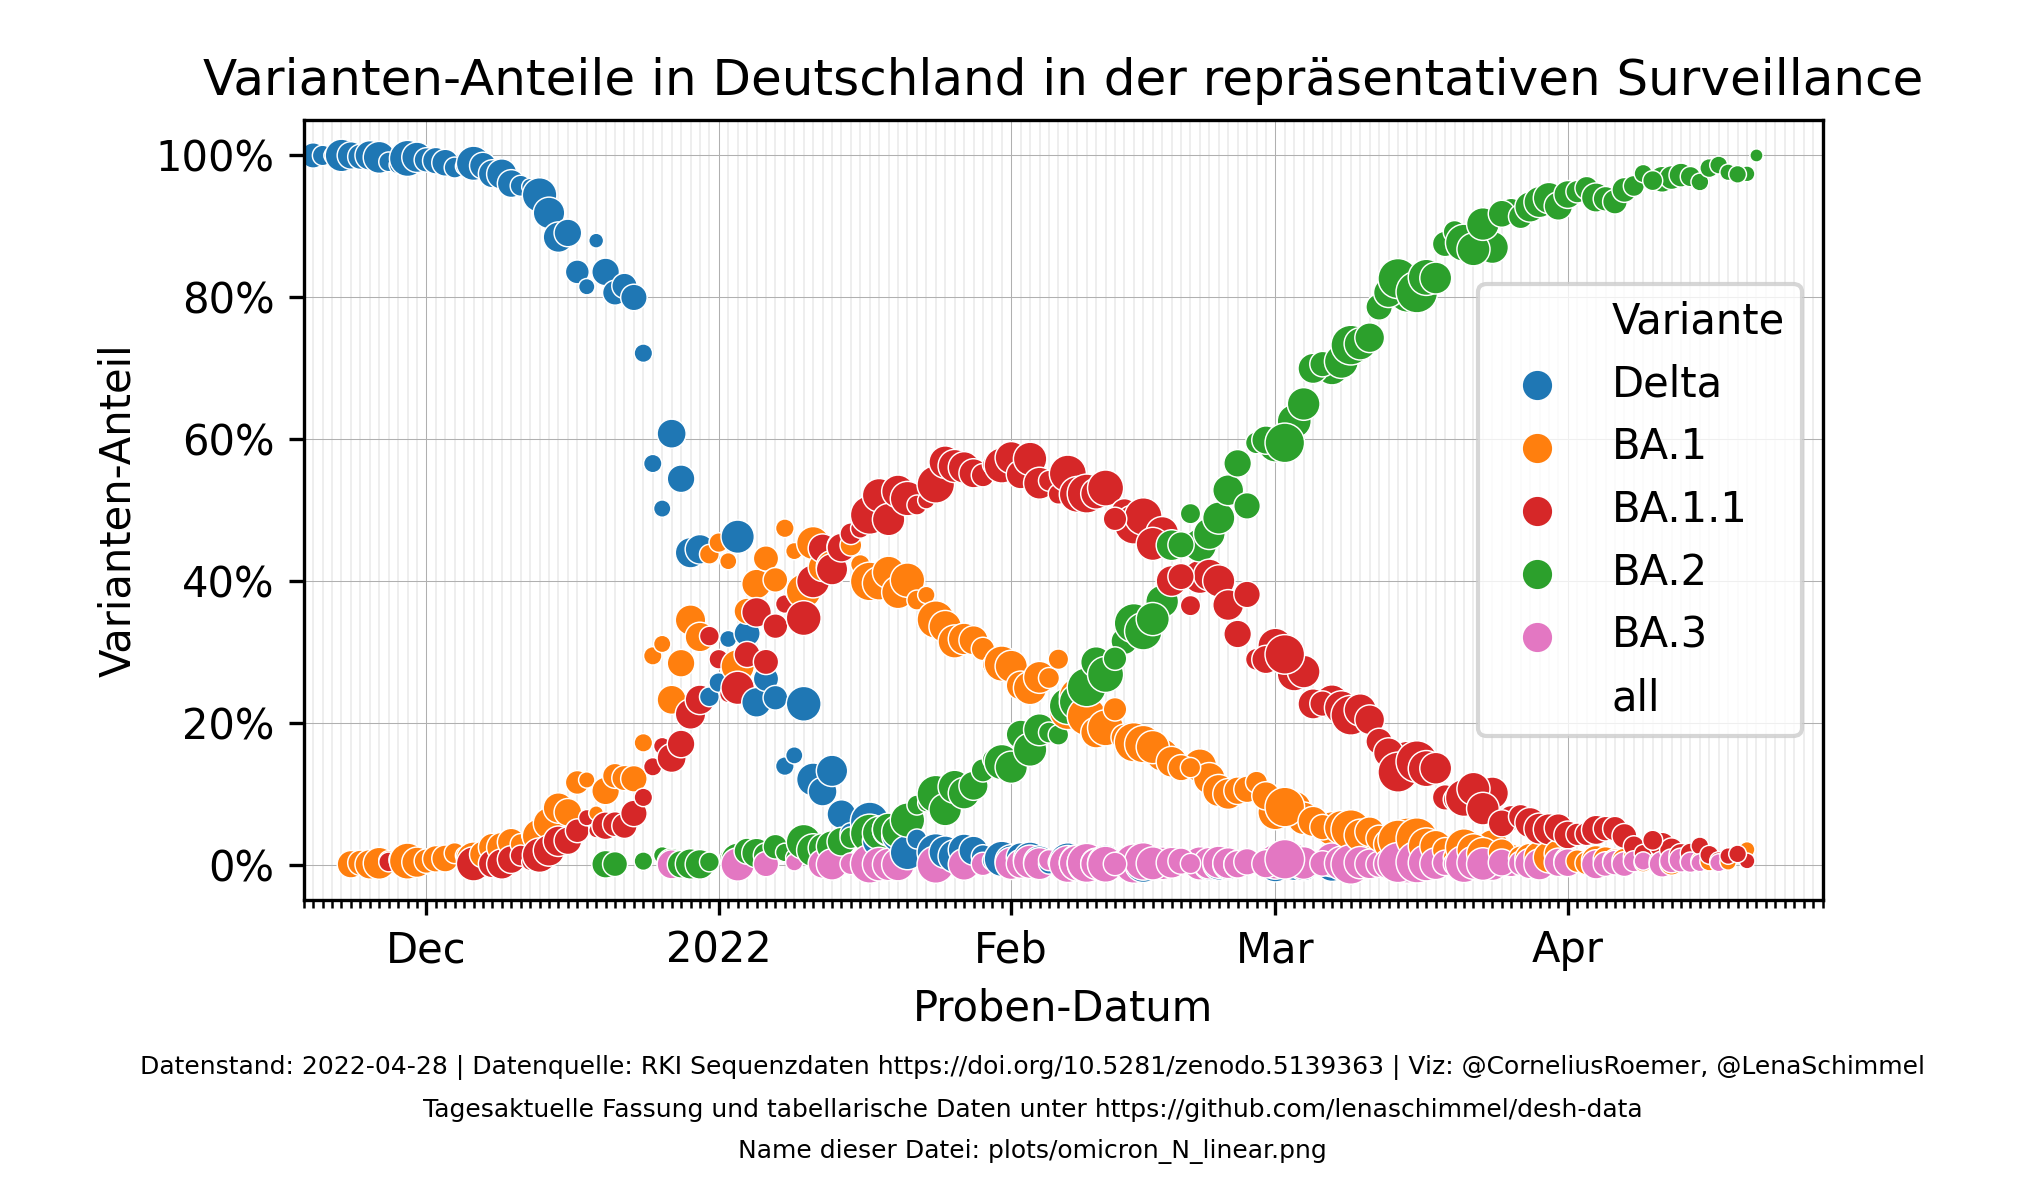 Varianten-Anteile in Deutschland in der repräsentativen Surveillance
100%
80%
60%
40%
20%
0%
Varianten-Anteil
Variante
Delta
BA.1
BA.1.1
BA.2
BA.3
all
Dec
2022
Feb
Mar
Apr
Proben-Datum
Datenstand: 2022-04-28 | Datenquelle: RKI Sequenzdaten https://doi.org/10.5281/zenodo.5139363 | Viz: @CorneliusRoemer, @LenaSchimmel
Tagesaktuelle Fassung und tabellarische Daten unter https://github.com/lenaschimmel/desh-data
Name dieser Datei: plots/omicron_N_linear.png